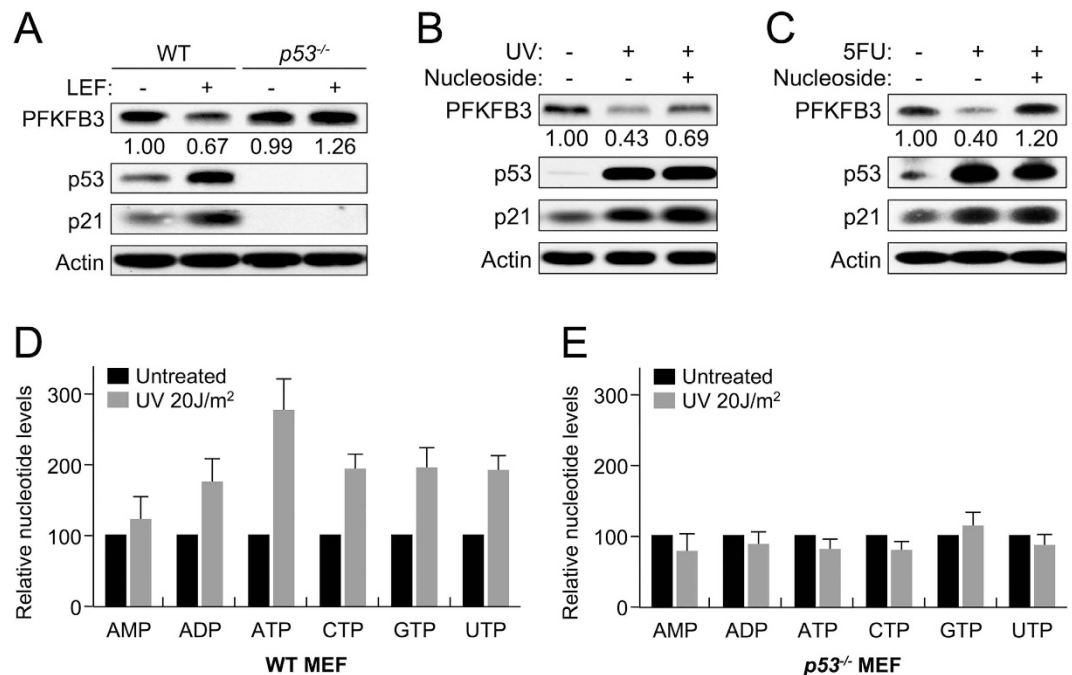 A
WT p53-/-
LEF: - + - +
PFKFB3
1.00 0.67 0.99 1.26
p53
p21
Actin
B
UV: - + +
Nucleoside: - - +
PFKFB3
1.00 0.43 0.69
p53
p21
Actin
C
5FU: - + +
Nucleoside: - - +
PFKFB3
1.00 0.40 1.20
p53
p21
Actin
D
Relative nucleotide levels
300
200
100
0
Untreated
UV 20J/m²
AMP ADP ATP CTP GTP UTP
WT MEF
E
Relative nucleotide levels
300
200
100
0
Untreated
UV 20J/m²
AMP ADP ATP CTP GTP UTP
p53-/- MEF